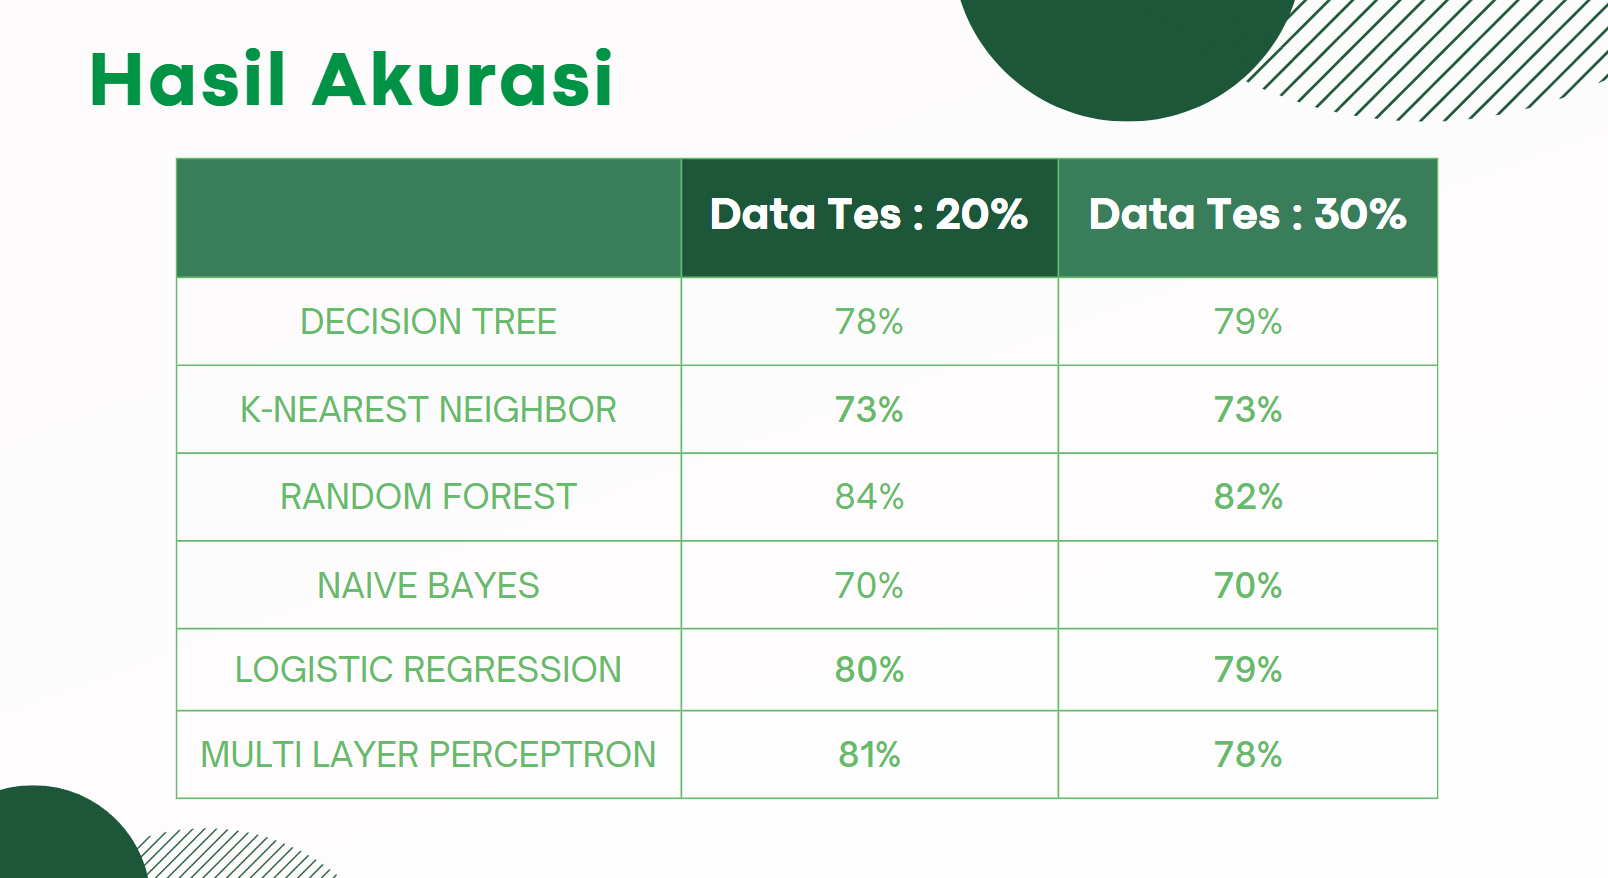 Hasil Akurasi
Data Tes : 20% Data Tes : 30%
DECISION TREE 78% 79%
K-NEAREST NEIGHBOR 73% 73%
RANDOM FOREST 84% 82%
NAIVE BAYES 70% 70%
LOGISTIC REGRESSION 80% 79%
MULTI LAYER PERCEPTRON 81% 78%